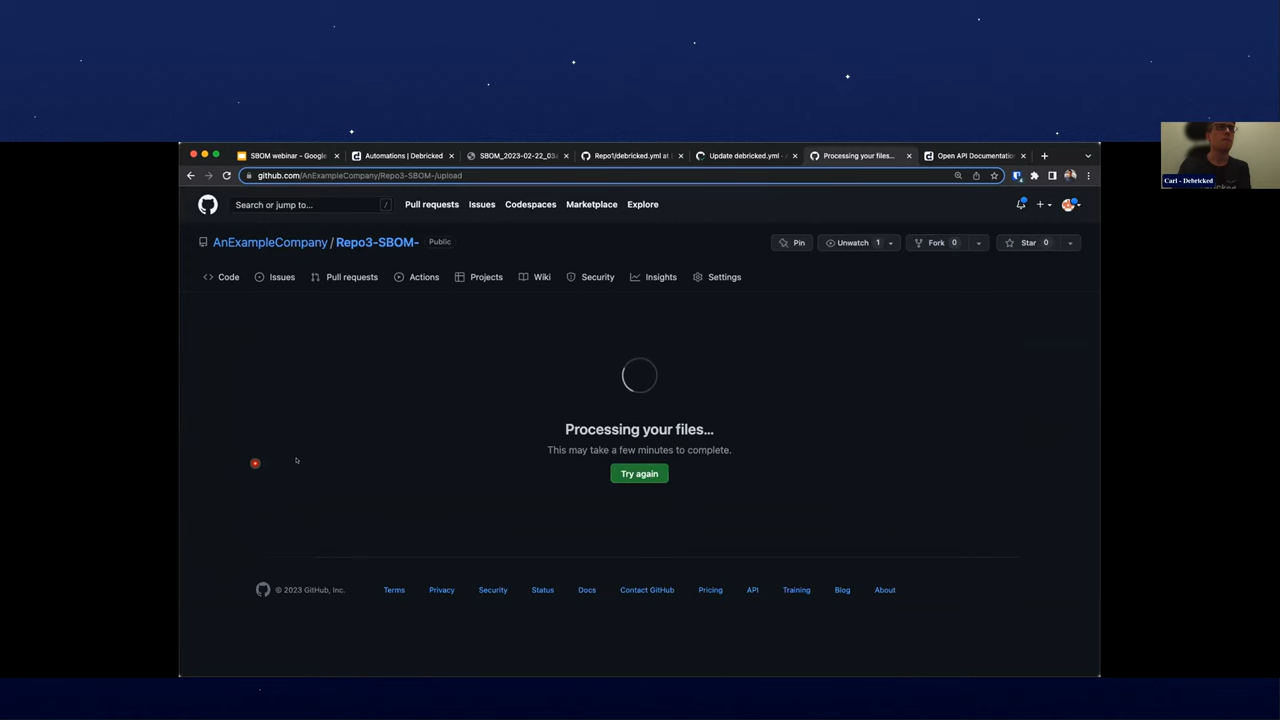 SBOM webinar - Google
Automations | Debricked
SBOM_2023-02-22_03
Repo1/debricked.yml at
Update debricked.yml ·
Processing your files...
Open API Documentatio
github.com/AnExampleCompany/Repo3-SBOM-/upload
Search or jump to... /
Pull requests
Issues
Codespaces
Marketplace
Explore
AnExampleCompany / Repo3-SBOM- Public
Pin
Unwatch 1
Fork 0
Star 0
Code
Issues
Pull requests
Actions
Projects
Wiki
Security
Insights
Settings
Processing your files...
This may take a few minutes to complete.
Try again
© 2023 GitHub, Inc.
Terms
Privacy
Security
Status
Docs
Contact GitHub
Pricing
API
Training
Blog
About
Carl - Debricked